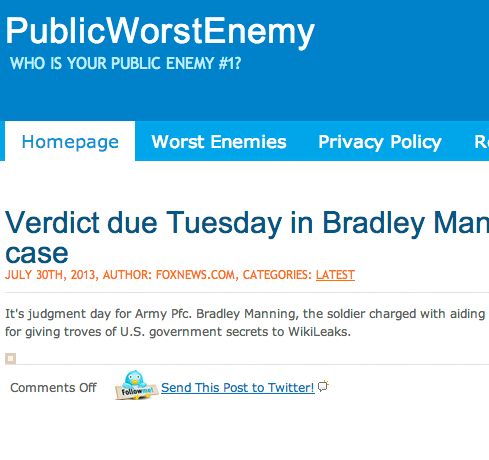 PublicWorstEnemy
WHO IS YOUR PUBLIC ENEMY #1?
Homepage Worst Enemies Privacy Policy R
Verdict due Tuesday in Bradley Man
case
JULY 30TH, 2013, AUTHOR: FOXNEWS.COM, CATEGORIES: LATEST
It's judgment day for Army Pfc. Bradley Manning, the soldier charged with aiding
for giving troves of U.S. government secrets to WikiLeaks.
Comments Off Follow me! Send This Post to Twitter!